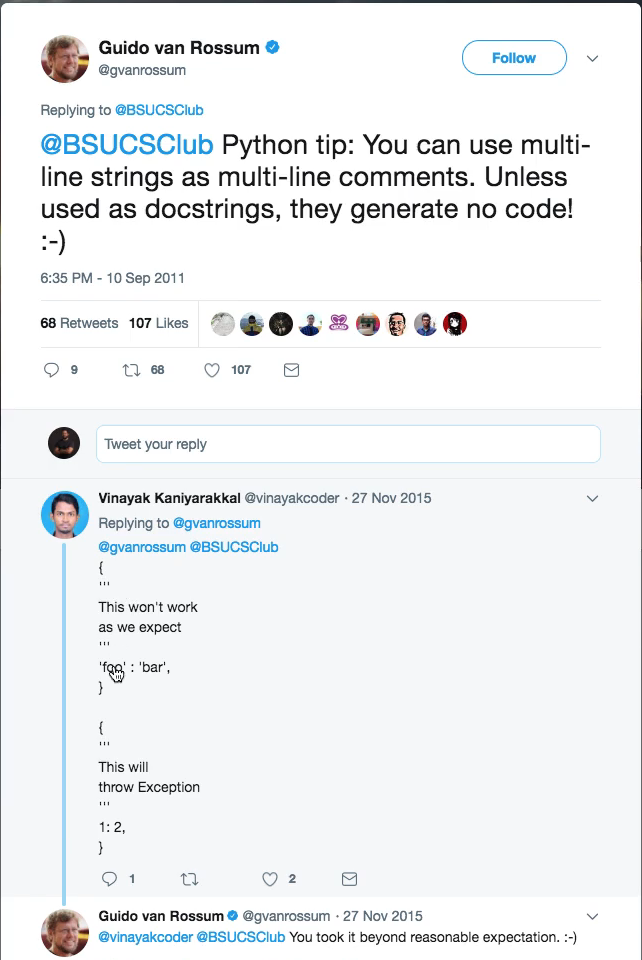 Guido van Rossum
@gvanrossum
Follow
Replying to @BSUCSClub
@BSUCSClub Python tip: You can use multi-
line strings as multi-line comments. Unless
used as docstrings, they generate no code!
:-)
6:35 PM - 10 Sep 2011
68 Retweets 107 Likes
9 68 107
Tweet your reply
Vinayak Kaniyarakkal @vinayakcoder · 27 Nov 2015
Replying to @gvanrossum
@gvanrossum @BSUCSClub
{
'''
This won't work
as we expect
'''
'foo' : 'bar',
}
{
'''
This will
throw Exception
'''
1: 2,
}
1 2
Guido van Rossum @gvanrossum · 27 Nov 2015
@vinayakcoder @BSUCSClub You took it beyond reasonable expectation. :-)